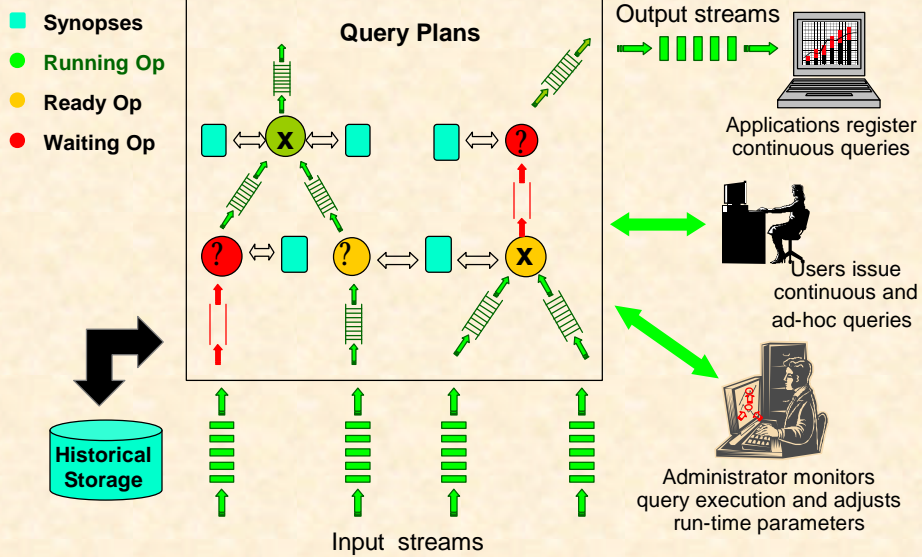 Synopses
Running Op
Ready Op
Waiting Op
Query Plans
Output streams
x
?
?
?
x
Applications register
continuous queries
Users issue
continuous and
ad-hoc queries
Historical
Storage
Administrator monitors
query execution and adjusts
run-time parameters
Input streams